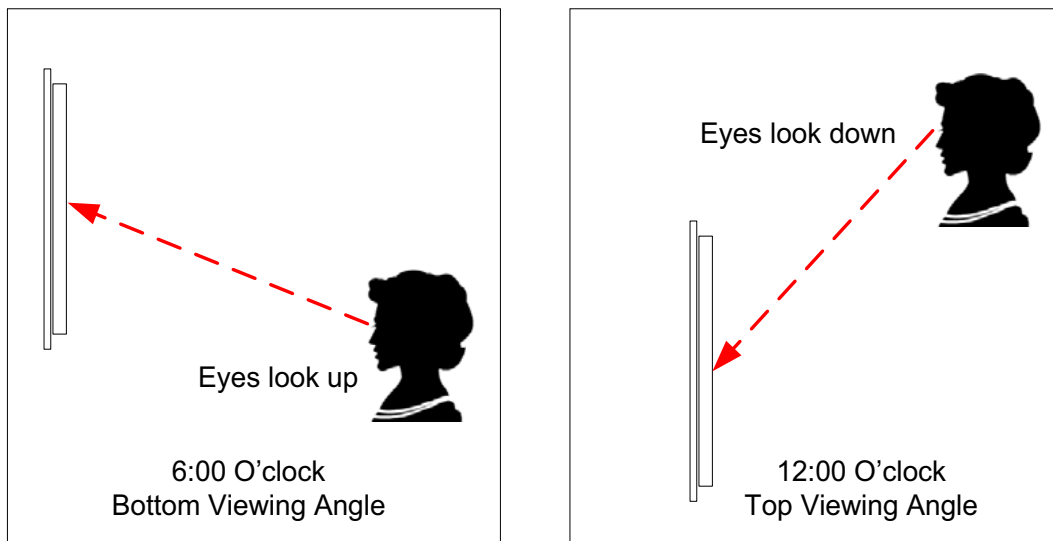 Eyes look up
6:00 O’clock
Bottom Viewing Angle
Eyes look down
12:00 O’clock
Top Viewing Angle